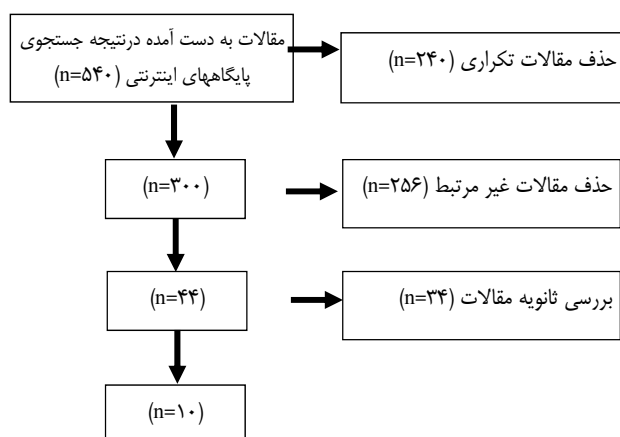 مقالات به دست آمده درنتیجه جستجوی
پایگاههای اینترنتی (n=۵۴۰)
حذف مقالات تکراری (n=۲۴۰)
(n=۳۰۰)
حذف مقالات غیر مرتبط (n=۲۵۶)
(n=۴۴)
بررسی ثانویه مقالات (n=۳۴)
(n=۱۰)